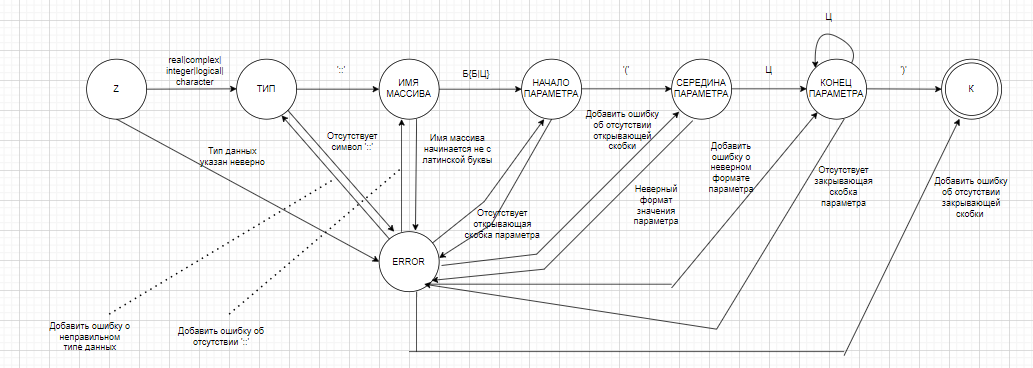 Ц
real|complex|
integer|logical|
character
'::'
Б{Б|Ц}
'('
Ц
')'
Z
ТИП
ИМЯ
МАССИВА
НАЧАЛО
ПАРАМЕТРА
СЕРЕДИНА
ПАРАМЕТРА
КОНЕЦ
ПАРАМЕТРА
К
Тип данных
указан неверно
Отсутствует
символ '::'
Имя массива
начинается не с
латинской буквы
Добавить ошибку
об отсутствии
открывающей
скобки
Добавить
ошибку о
неверном
формате
параметра
Отсутствует
открывающая
скобка параметра
Неверный
формат
значения
параметра
Отсутствует
закрывающая
скобка
параметра
Добавить ошибку
об отсутствии
закрывающей
скобки
ERROR
Добавить ошибку о
неправильном
типе данных
Добавить ошибку об
отсутствии '::'